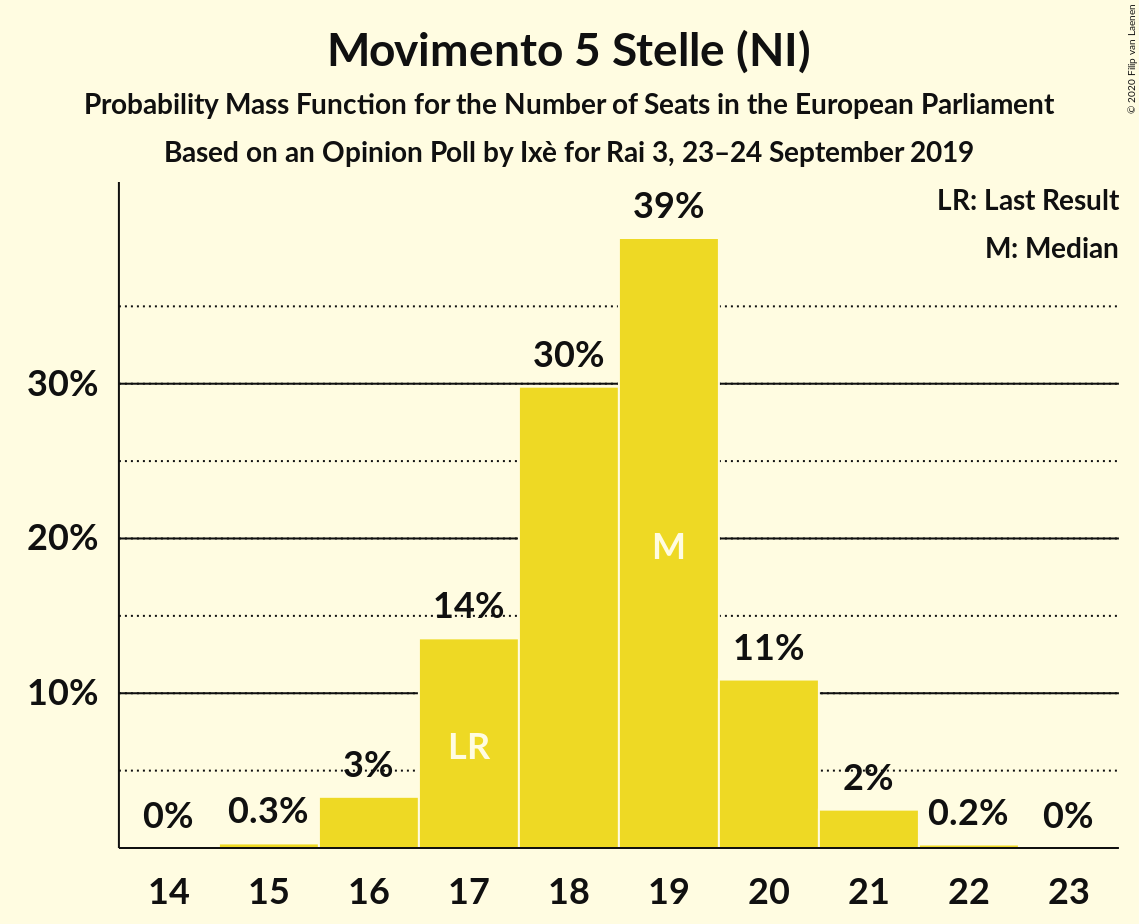 Movimento 5 Stelle (NI)
Probability Mass Function for the Number of Seats in the European Parliament
Based on an Opinion Poll by Ixè for Rai 3, 23–24 September 2019
© 2020 Filip van Laenen
LR: Last Result
M: Median
39%
30%
14%
11%
3%
2%
0%
0.3%
0.2%
0%
M
LR
30%
20%
10%
14 15 16 17 18 19 20 21 22 23